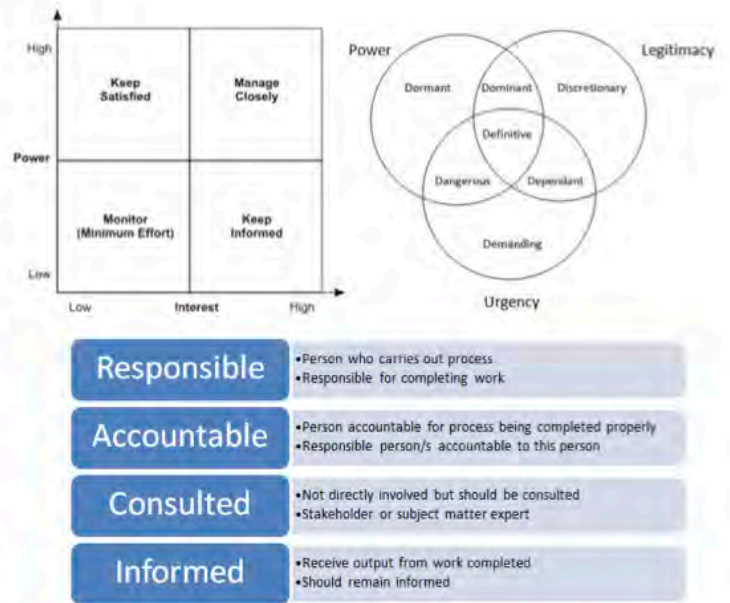 High
Keep
Satisfied
Manage
Closely
Power
Monitor
(Minimum Effort)
Keep
Informed
Low
Low
Interest
High
Power
Legitimacy
Dormant
Dominant
Discretionary
Definitive
Dangerous
Dependant
Demanding
Urgency
Responsible
•Person who carries out process
•Responsible for completing work
Accountable
•Person accountable for process being completed properly
•Responsible person/s accountable to this person
Consulted
•Not directly involved but should be consulted
•Stakeholder or subject matter expert
Informed
•Receive output from work completed
•Should remain informed